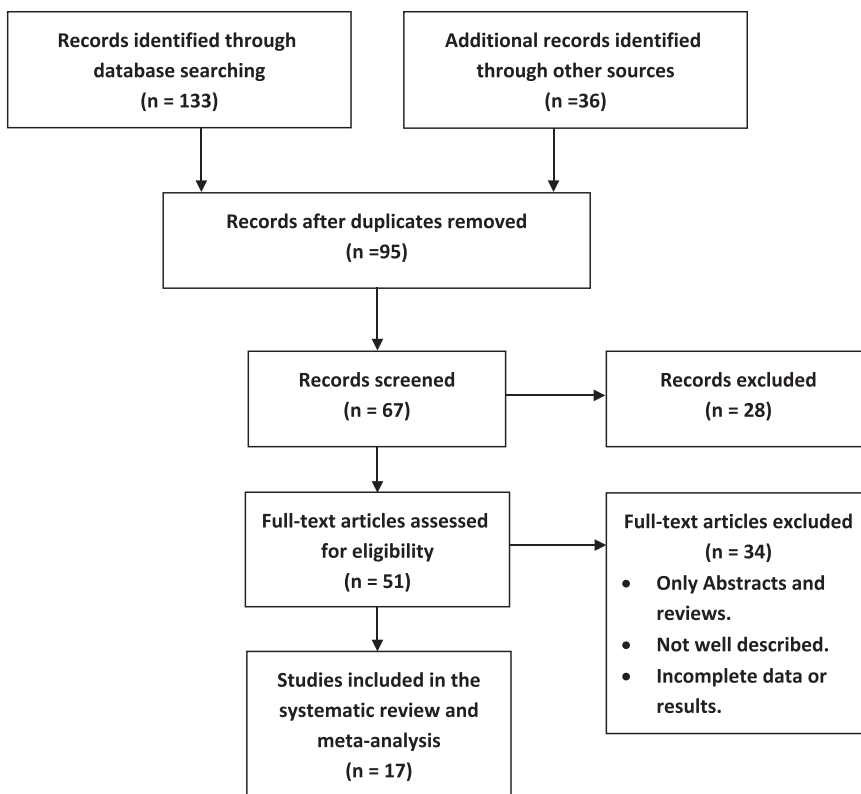 Records identified through
database searching
(n = 133)
Additional records identified
through other sources
(n =36)
Records after duplicates removed
(n =95)
Records screened
(n = 67)
Records excluded
(n = 28)
Full-text articles assessed
for eligibility
(n = 51)
Full-text articles excluded
(n = 34)
• Only Abstracts and
reviews.
• Not well described.
• Incomplete data or
results.
Studies included in the
systematic review and
meta-analysis
(n = 17)